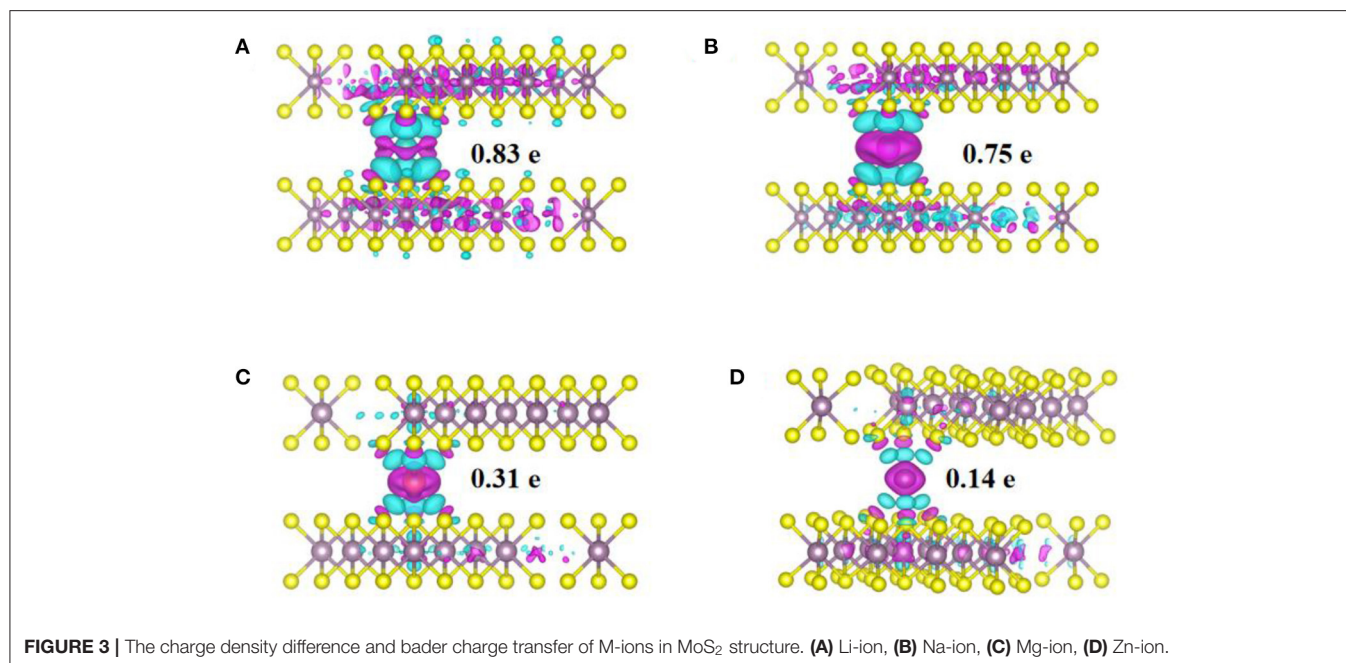 A
0.83 e
B
0.75 e
C
0.31 e
D
0.14 e
FIGURE 3 | The charge density difference and bader charge transfer of M-ions in MoS₂ structure. (A) Li-ion, (B) Na-ion, (C) Mg-ion, (D) Zn-ion.